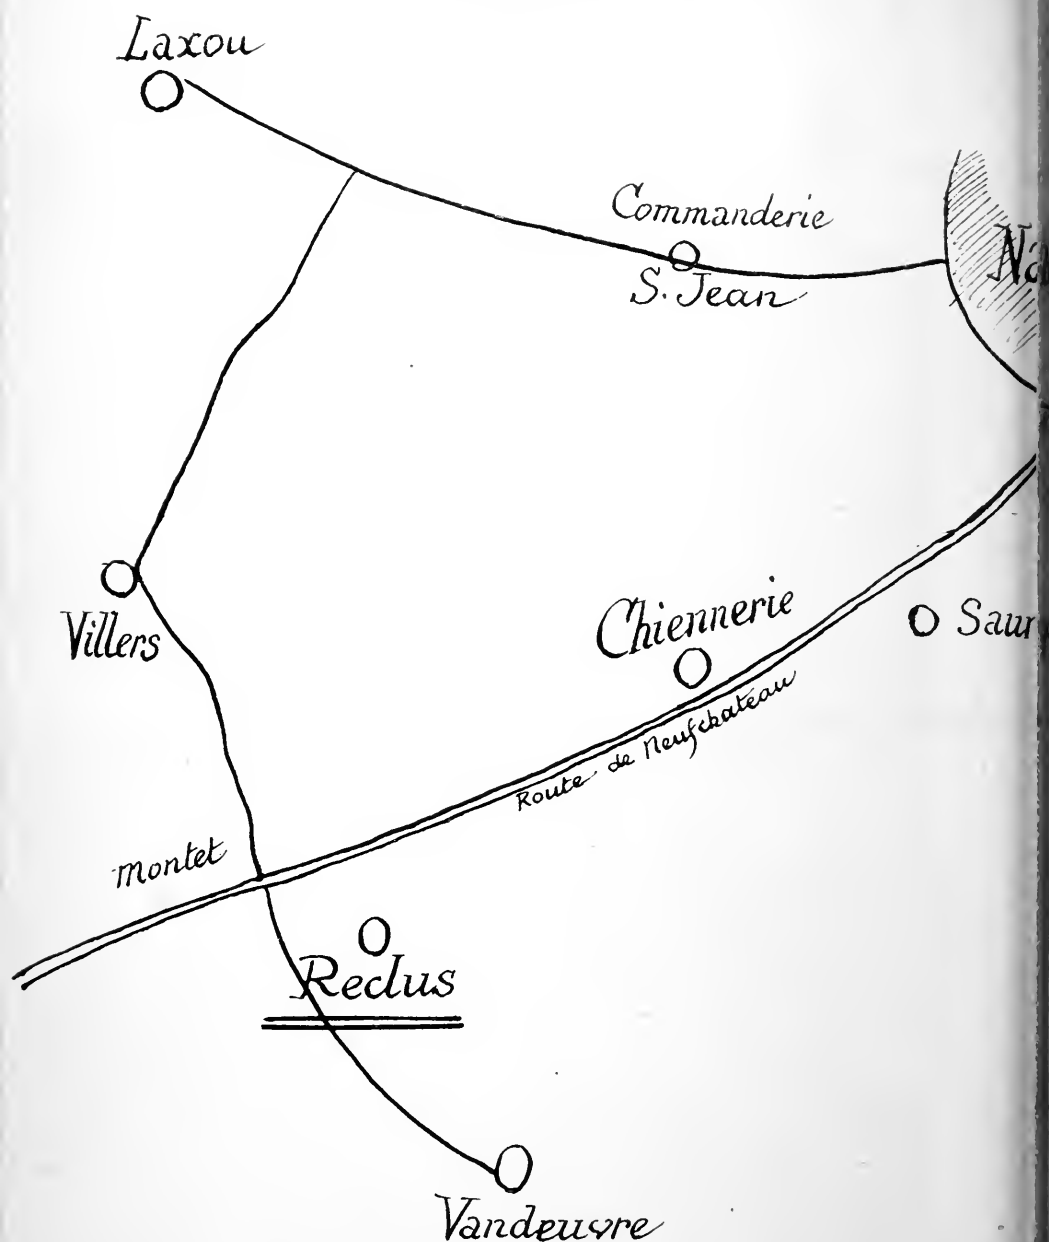 Laxou
Commanderie
S. Jean
Villers
Chiennerie
Route de Neufchateau
Montet
Reclus
Vandeuvre